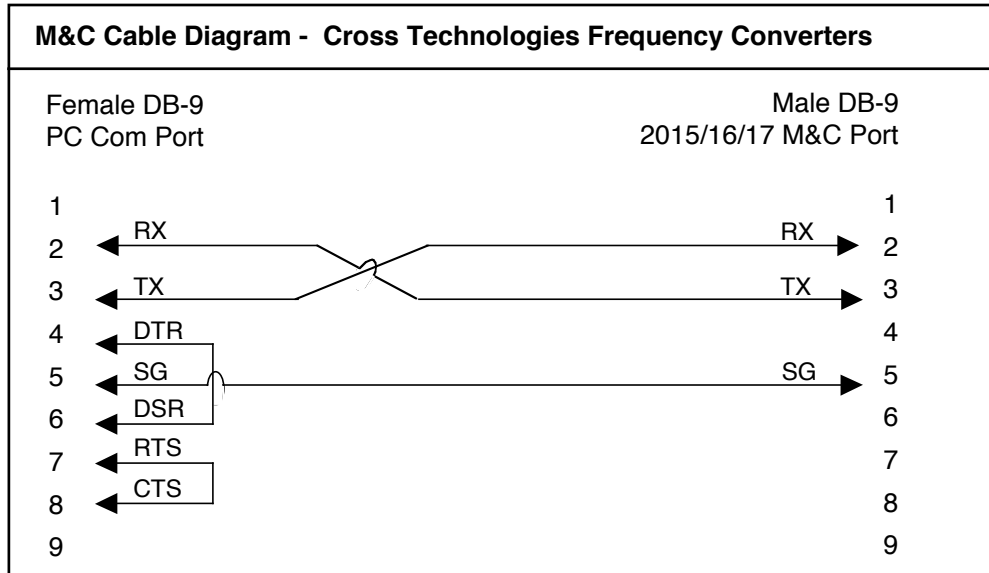 M&C Cable Diagram - Cross Technologies Frequency Converters
Female DB-9
PC Com Port
Male DB-9
2015/16/17 M&C Port
1 1
2 RX RX 2
3 TX TX 3
4 DTR 4
5 SG SG 5
6 DSR 6
7 RTS 7
8 CTS 8
9 9